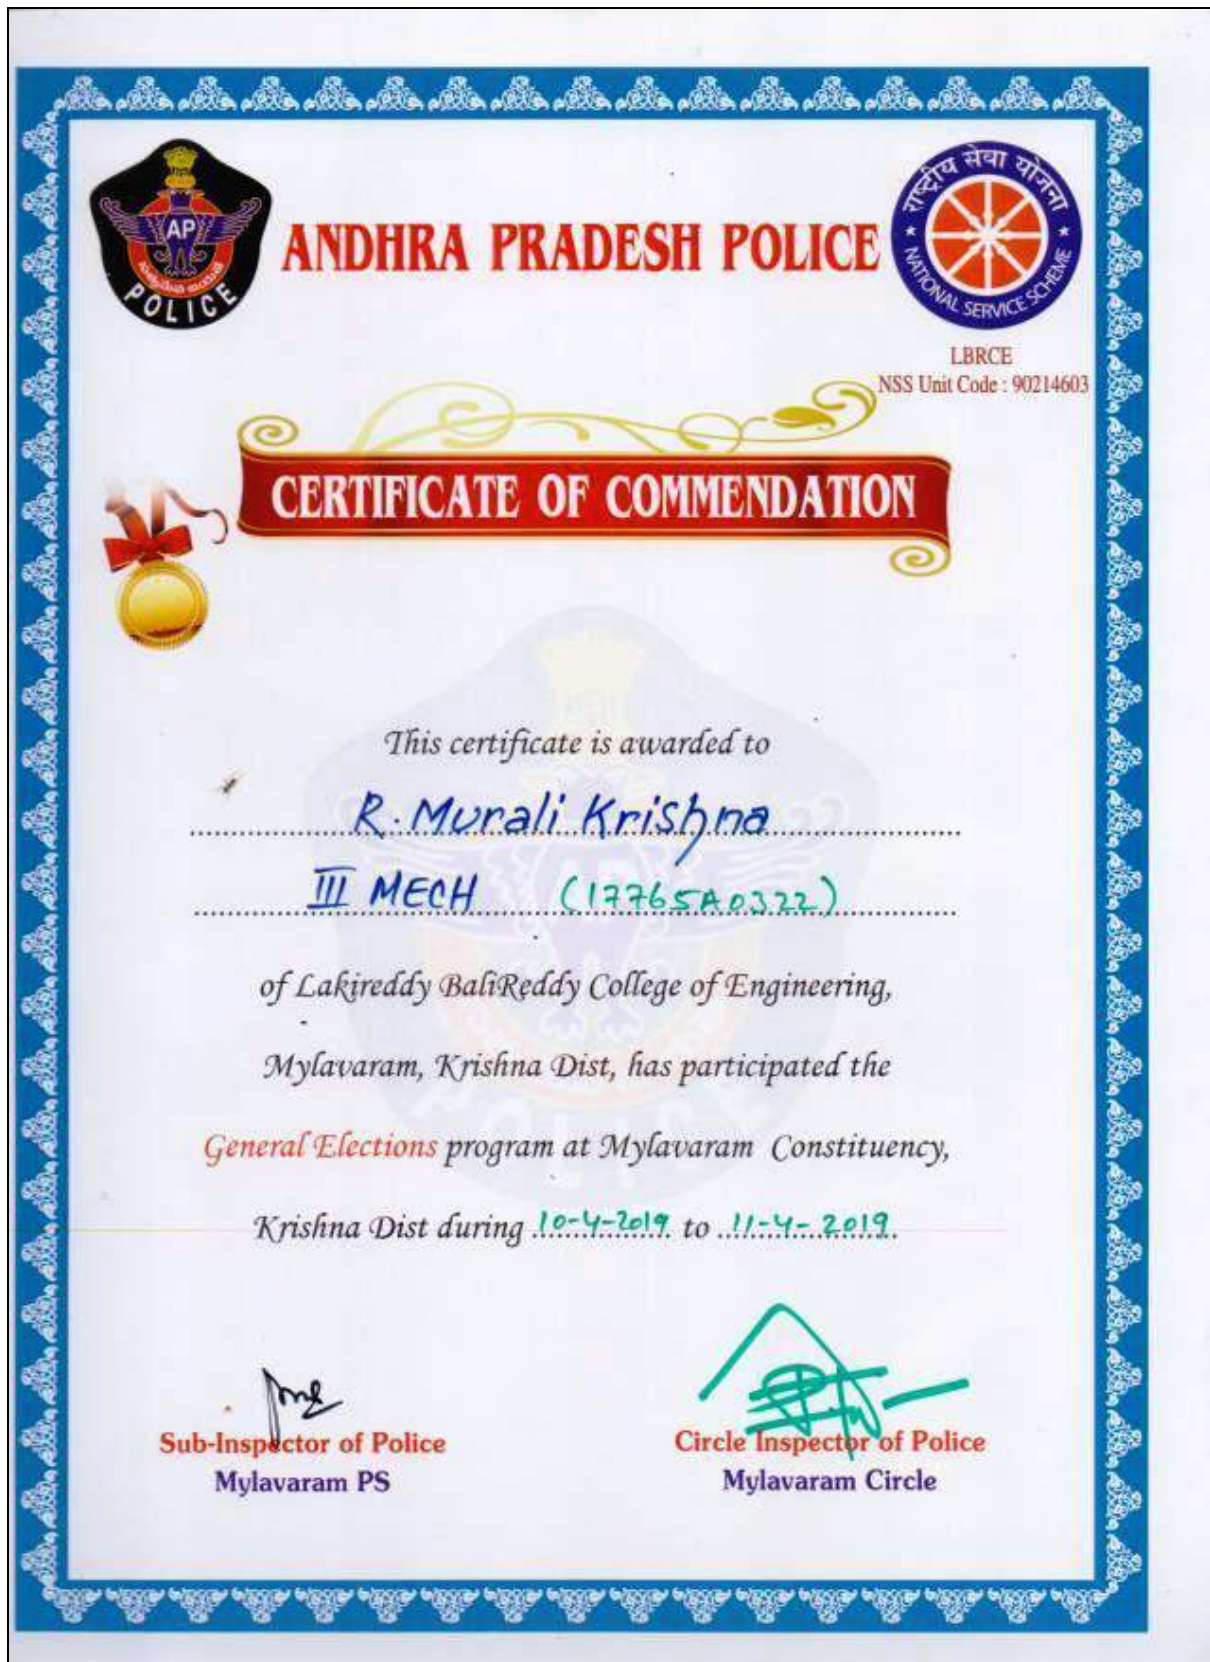 AP
POLICE
ANDHRA PRADESH POLICE
राष्ट्रीय सेवा योजना
NATIONAL SERVICE SCHEME
LBRCE
NSS Unit Code : 90214603
CERTIFICATE OF COMMENDATION
This certificate is awarded to
R. Murali Krishna
III MECH (17765A0322)
of Lakireddy BaliReddy College of Engineering,
Mylavaram, Krishna Dist, has participated the
General Elections program at Mylavaram Constituency,
Krishna Dist during 10-4-2019 to 11-4-2019.
Sub-Inspector of Police
Mylavaram PS
Circle Inspector of Police
Mylavaram Circle